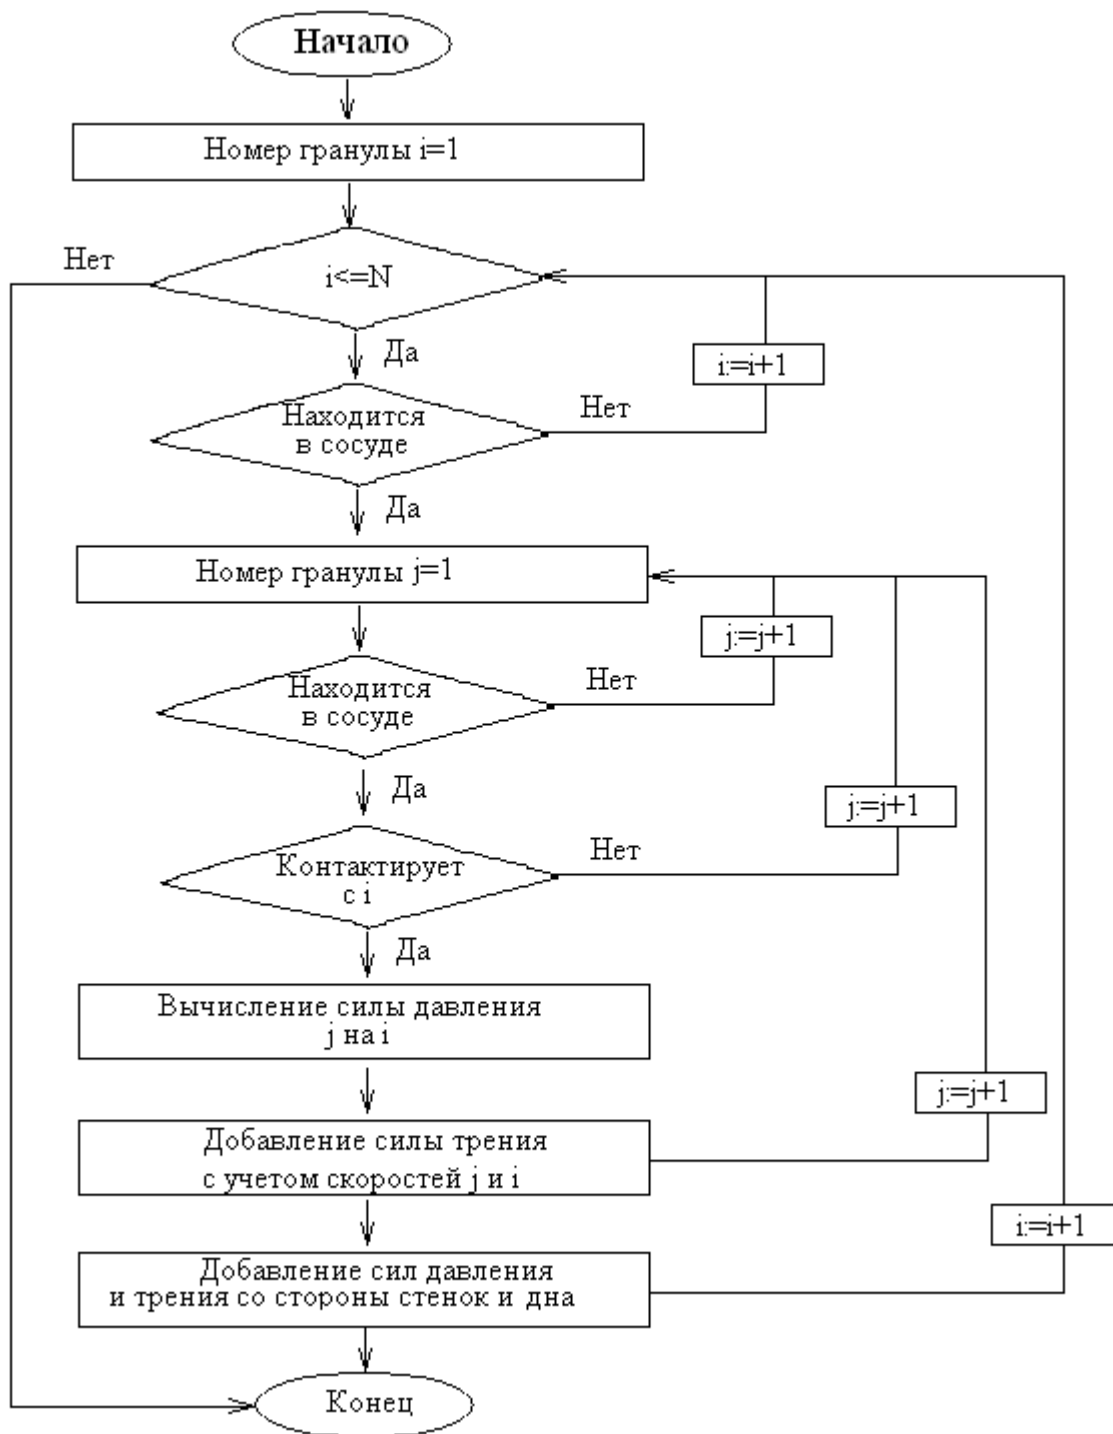 Начало
Номер гранулы i=1
Нет
i<=N
Да
i:=i+1
Находится
в сосуде
Нет
Да
Номер гранулы j=1
j:=j+1
Находится
в сосуде
Нет
Да
j:=j+1
Контактирует
с i
Нет
Да
Вычисление силы давления
j на i
j:=j+1
Добавление силы трения
с учетом скоростей j и i
i:=i+1
Добавление сил давления
и трения со стороны стенок и дна
Конец